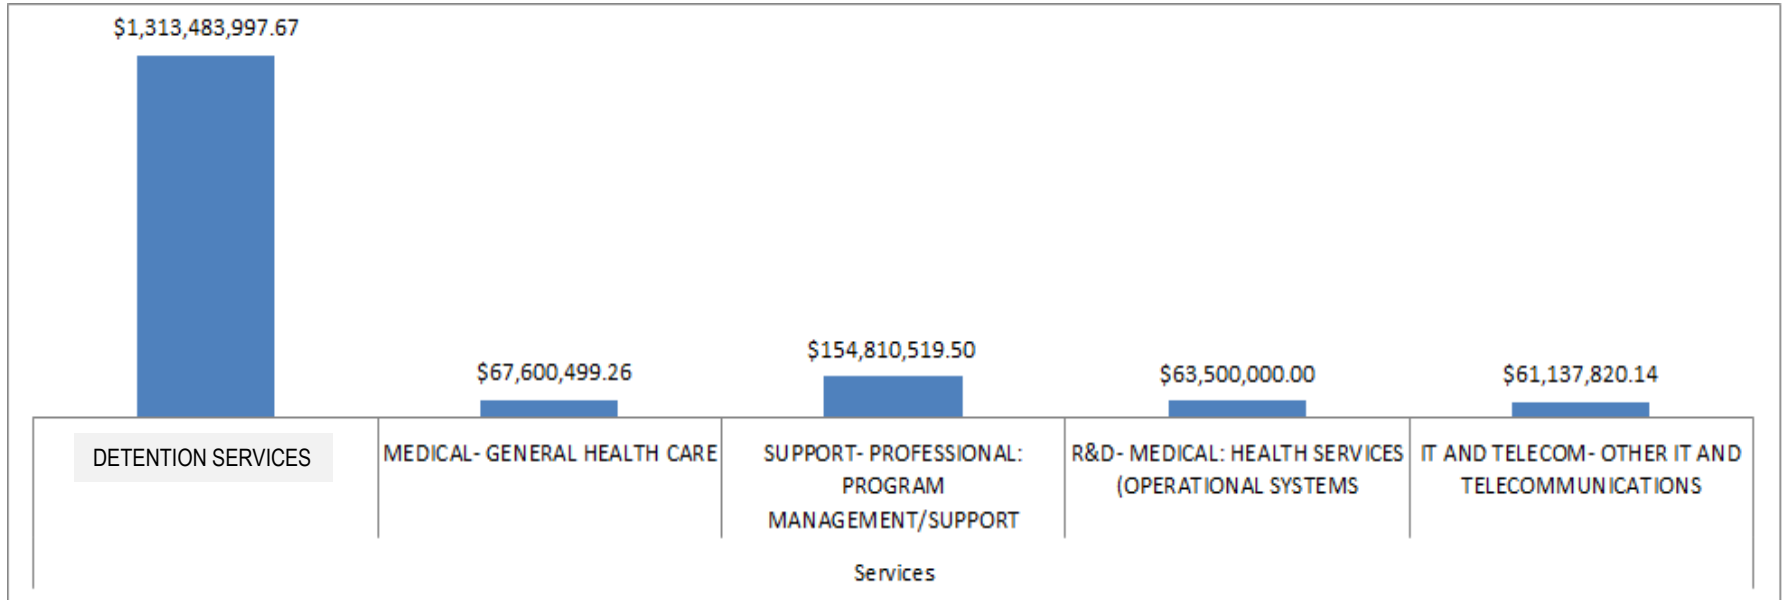 $1,313,483,997.67
$67,600,499.26
$154,810,519.50
$63,500,000.00
$61,137,820.14
DETENTION SERVICES
MEDICAL- GENERAL HEALTH CARE
SUPPORT- PROFESSIONAL:
PROGRAM
MANAGEMENT/SUPPORT
R&D- MEDICAL: HEALTH SERVICES
(OPERATIONAL SYSTEMS
IT AND TELECOM- OTHER IT AND
TELECOMMUNICATIONS
Services